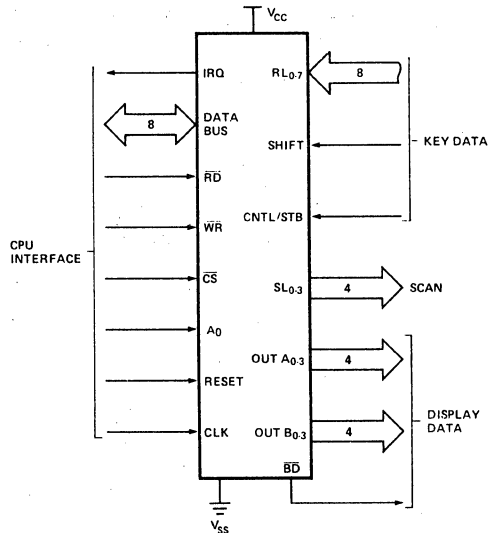 VCC
IRQ
RL0-7
8
8
DATA
BUS
SHIFT
KEY DATA
RD
CNTL/STB
WR
CPU
INTERFACE
CS
SL0-3
4
SCAN
A0
OUT A0-3
4
RESET
DISPLAY
DATA
CLK
OUT B0-3
4
BD
VSS